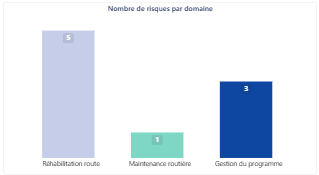 Nombre de risques par domaine
5
1
3
Réhabilitation route
Maintenance routière
Gestion du programme